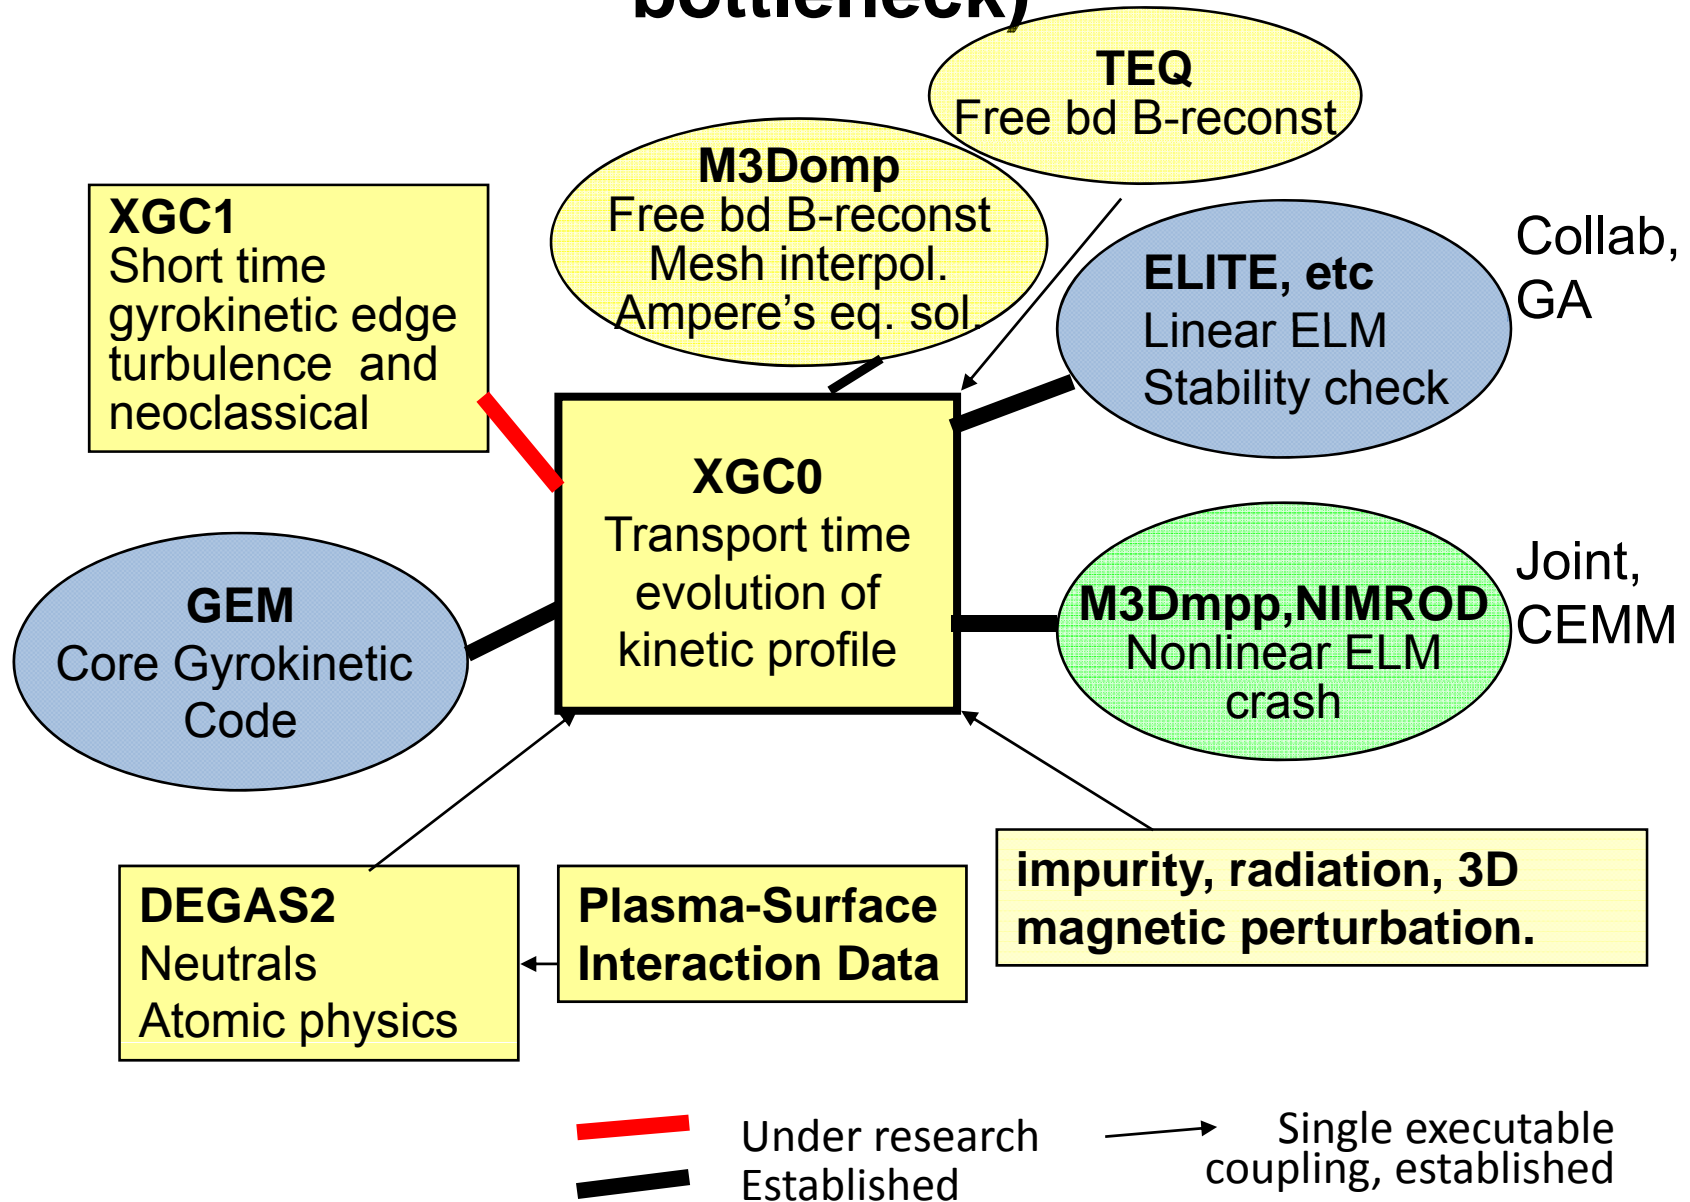 bottleneck)
TEQ
Free bd B-reconst
M3Domp
Free bd B-reconst
Mesh interpol.
Ampere’s eq. sol.
XGC1
Short time
gyrokinetic edge
turbulence and
neoclassical
ELITE, etc
Linear ELM
Stability check
Collab,
GA
XGC0
Transport time
evolution of
kinetic profile
GEM
Core Gyrokinetic
Code
M3Dmpp,NIMROD
Nonlinear ELM
crash
Joint,
CEMM
DEGAS2
Neutrals
Atomic physics
Plasma-Surface
Interaction Data
impurity, radiation, 3D
magnetic perturbation.
Under research
Established
Single executable
coupling, established